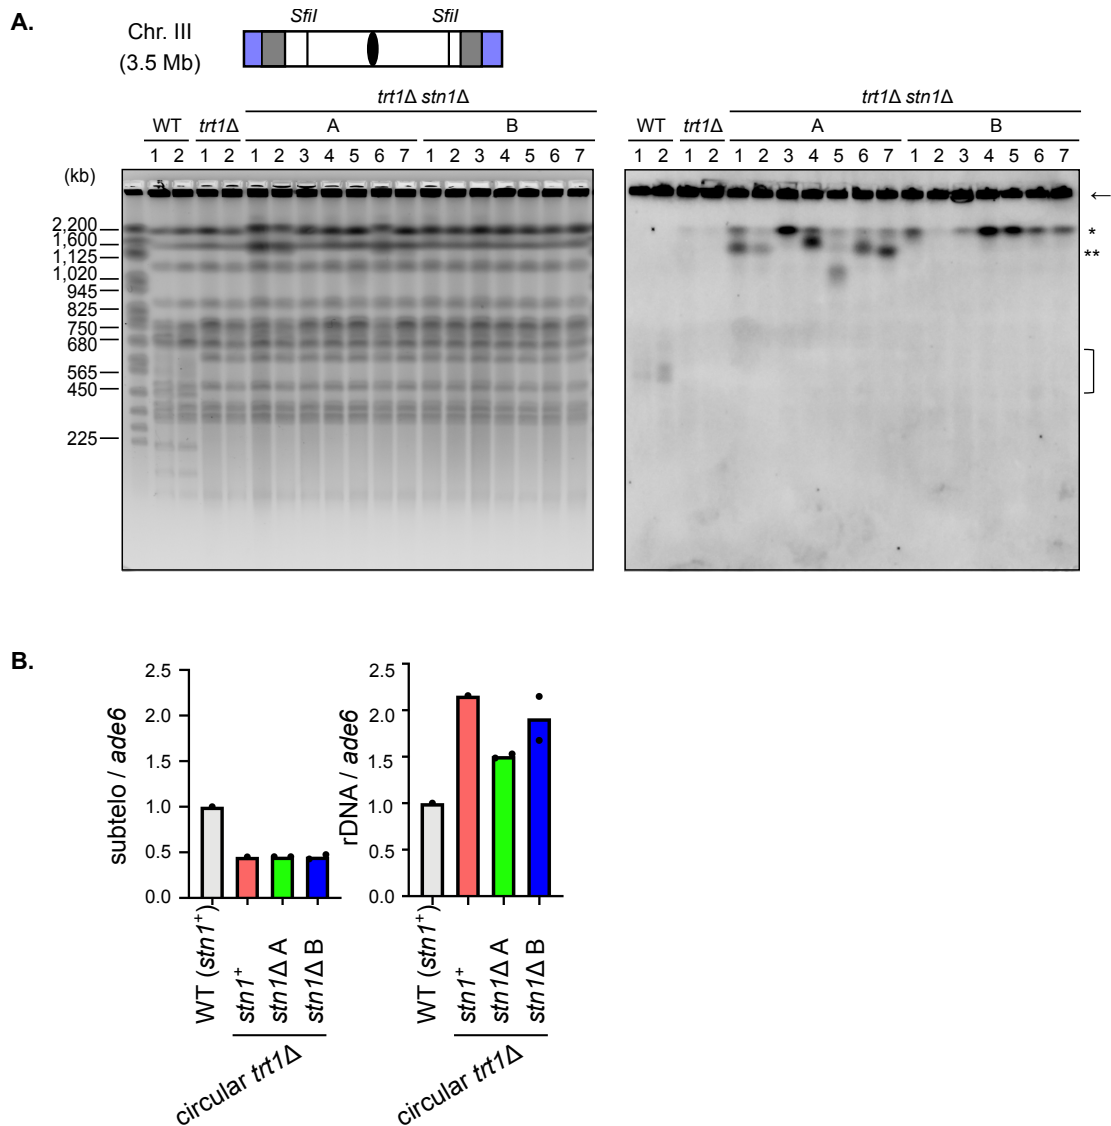 A.
Chr. III
(3.5 Mb)
SfiI SfiI
trt1Δ stn1Δ
WT trt1Δ A B
1 2 1 2 1 2 3 4 5 6 7 1 2 3 4 5 6 7
(kb)
2,200
1,600
1,125
1,020
945
825
750
680
565
450
225
trt1Δ stn1Δ
WT trt1Δ A B
1 2 1 2 1 2 3 4 5 6 7 1 2 3 4 5 6 7
←
*
**
B.
subtelo / ade6
2.5
2.0
1.5
1.0
0.5
0.0
WT (stn1⁺)
stn1⁺
stn1Δ A
stn1Δ B
circular trt1Δ
rDNA / ade6
2.5
2.0
1.5
1.0
0.5
0.0
WT (stn1⁺)
stn1⁺
stn1Δ A
stn1Δ B
circular trt1Δ